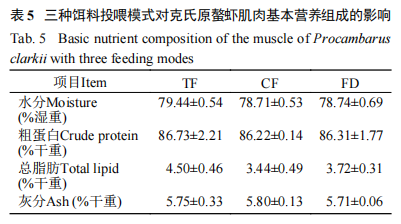 表 5 三种饵料投喂模式对克氏原螯虾肌肉基本营养组成的影响
Tab. 5 Basic nutrient composition of the muscle of Procambarus
clarkii with three feeding modes
项目Item TF CF FD
水分Moisture 79.44±0.54 78.71±0.53 78.74±0.69
(%湿重)
粗蛋白Crude protein 86.73±2.21 86.22±0.14 86.31±1.77
(%干重)
总脂肪Total lipid 4.50±0.46 3.44±0.49 3.72±0.31
(%干重)
灰分Ash (%干重) 5.75±0.33 5.80±0.13 5.71±0.06